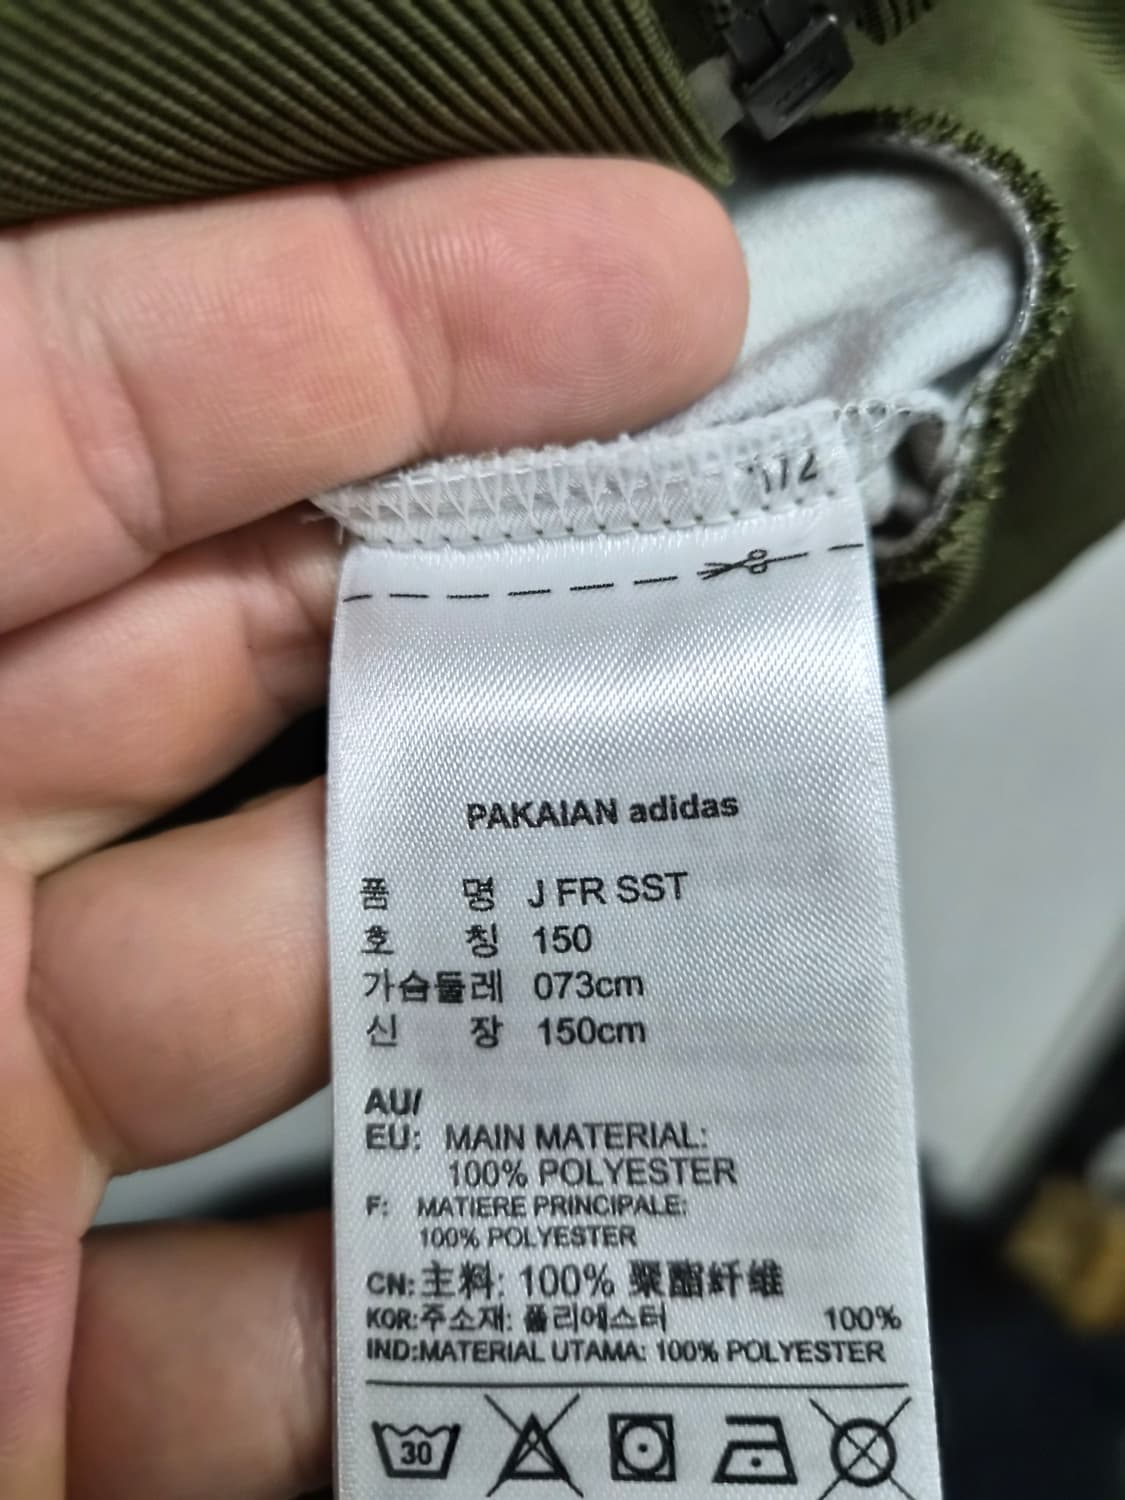 172
PAKAIAN adidas
품 명 J FR SST
호 칭 150
가슴둘레 073cm
신 장 150cm
AU/
EU: MAIN MATERIAL:
100% POLYESTER
F: MATIERE PRINCIPALE:
100% POLYESTER
CN:主料: 100% 聚酯纤维
KOR:주소재: 폴리에스터 100%
IND:MATERIAL UTAMA: 100% POLYESTER
30